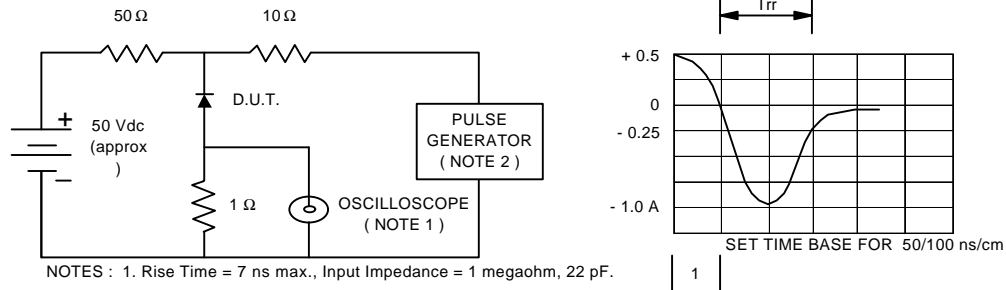 50 Ω
10 Ω
D.U.T.
+
50 Vdc
(approx
)
−
1 Ω
PULSE
GENERATOR
( NOTE 2 )
OSCILLOSCOPE
( NOTE 1 )
NOTES : 1. Rise Time = 7 ns max., Input Impedance = 1 megaohm, 22 pF.
Trr
+ 0.5
0
- 0.25
- 1.0 A
SET TIME BASE FOR 50/100 ns/cm
1